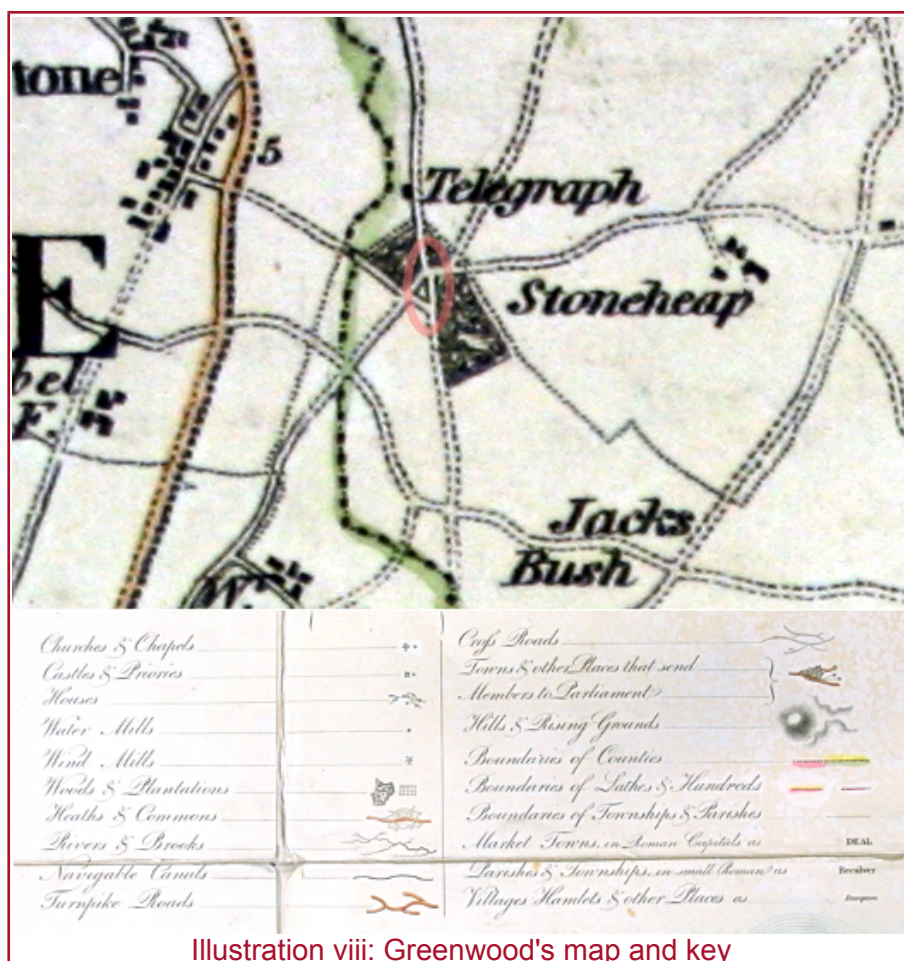 tone
5
Telegraph
E
Stoneheap
bel
F.
Jacks
Bush
W
Churches & Chapels
Castles & Priories
Houses
Water Mills
Wind Mills
Woods & Plantations
Heaths & Commons
Rivers & Brooks
Navigable Canals
Turnpike Roads
Croſs Roads
Towns & other Places that send
Members to Parliament
Hills & Rising Grounds
Boundaries of Counties
Boundaries of Lathes & Hundreds
Boundaries of Townships & Parishes
Market Towns, in Roman Capitals as DEAL
Parishes & Townships, in small Roman as Reculver
Villages Hamlets & other Places as
Illustration viii: Greenwood's map and key